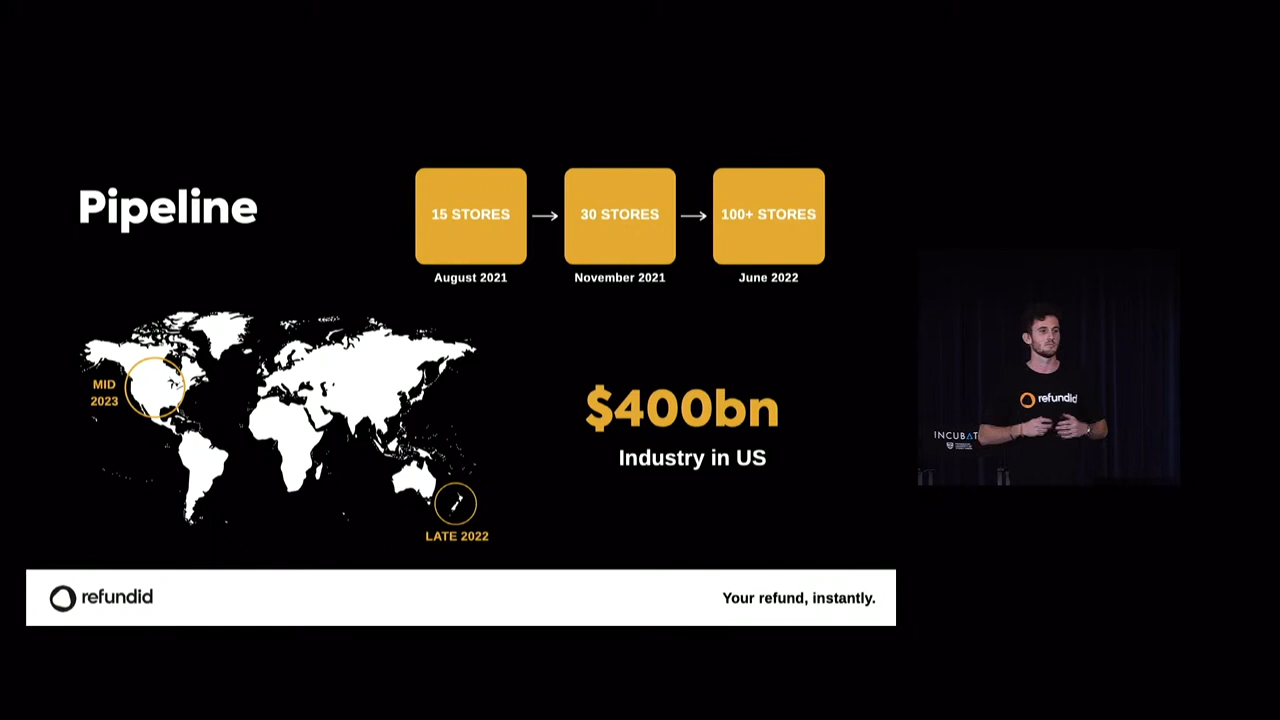 Pipeline
15 STORES
30 STORES
100+ STORES
August 2021
November 2021
June 2022
MID
2023
$400bn
Industry in US
LATE 2022
refundid
Your refund, instantly.
refundid
INCUBAT